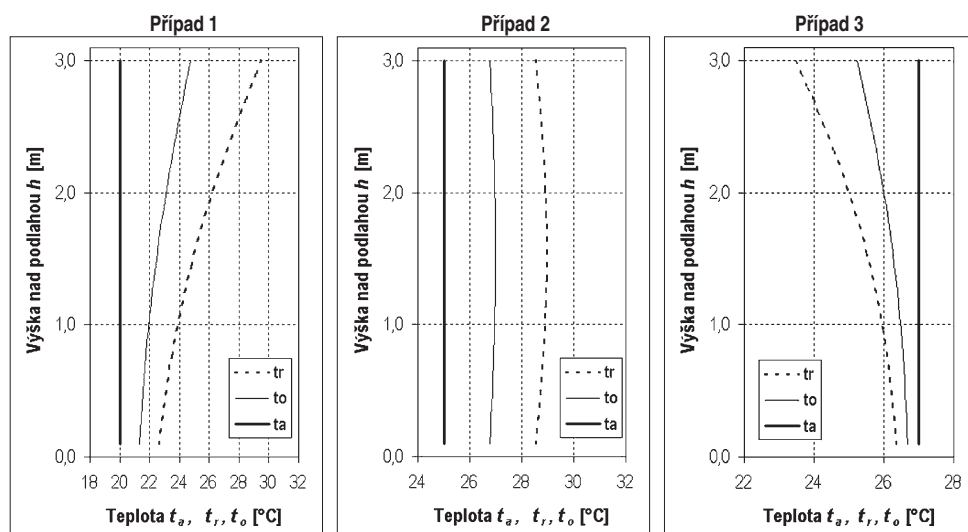 Případ 1
3,0
2,0
1,0
0,0
Výška nad podlahou h [m]
tr
to
ta
18 20 22 24 26 28 30 32
Teplota ta, tr, to [°C]
Případ 2
3,0
2,0
1,0
0,0
Výška nad podlahou h [m]
tr
to
ta
24 26 28 30 32
Teplota ta, tr, to [°C]
Případ 3
3,0
2,0
1,0
0,0
Výška nad podlahou h [m]
tr
to
ta
22 24 26 28
Teplota ta, tr, to [°C]